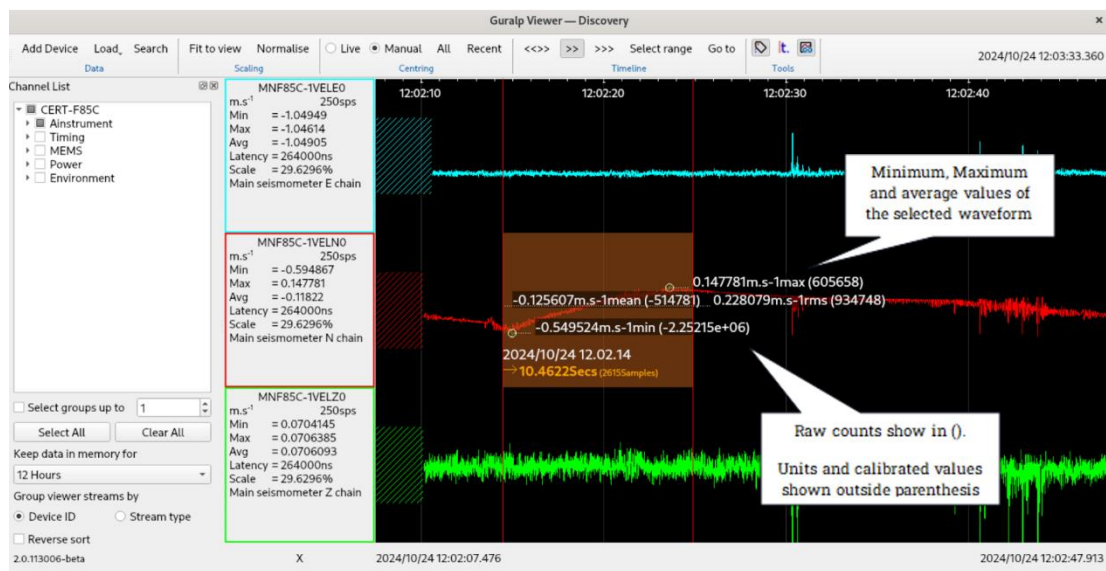 Guralp Viewer — Discovery
×
Add Device Load Search Fit to view Normalise Live Manual All Recent <<>> >> >>> Select range Go to t. 2024/10/24 12:03:33.360
Data Scaling Centring Timeline Tools
Channel List
CERT-F85C
Ainstrument
Timing
MEMS
Power
Environment
Select groups up to 1
Select All Clear All
Keep data in memory for
12 Hours
Group viewer streams by
Device ID Stream type
Reverse sort
2.0.113006-beta
MNF85C-1VELE0
m.s-1 250sps
Min = -1.04949
Max = -1.04614
Avg = -1.04905
Latency = 264000ns
Scale = 29.6296%
Main seismometer E chain
MNF85C-1VELN0
m.s-1 250sps
Min = -0.594867
Max = 0.147781
Avg = -0.11822
Latency = 264000ns
Scale = 29.6296%
Main seismometer N chain
MNF85C-1VELZ0
m.s-1 250sps
Min = 0.0704145
Max = 0.0706385
Avg = 0.0706093
Latency = 264000ns
Scale = 29.6296%
Main seismometer Z chain
12:02:10 12:02:20 12:02:30 12:02:40
Minimum, Maximum
and average values of
the selected waveform
0.147781m.s-1max (605658)
-0.125607m.s-1mean (-514781) 0.228079m.s-1rms (934748)
-0.549524m.s-1min (-2.25215e+06)
2024/10/24 12.02.14
→10.4622Secs (2615Samples)
Raw counts show in ().
Units and calibrated values
shown outside parenthesis
X 2024/10/24 12:02:07.476 2024/10/24 12:02:47.913